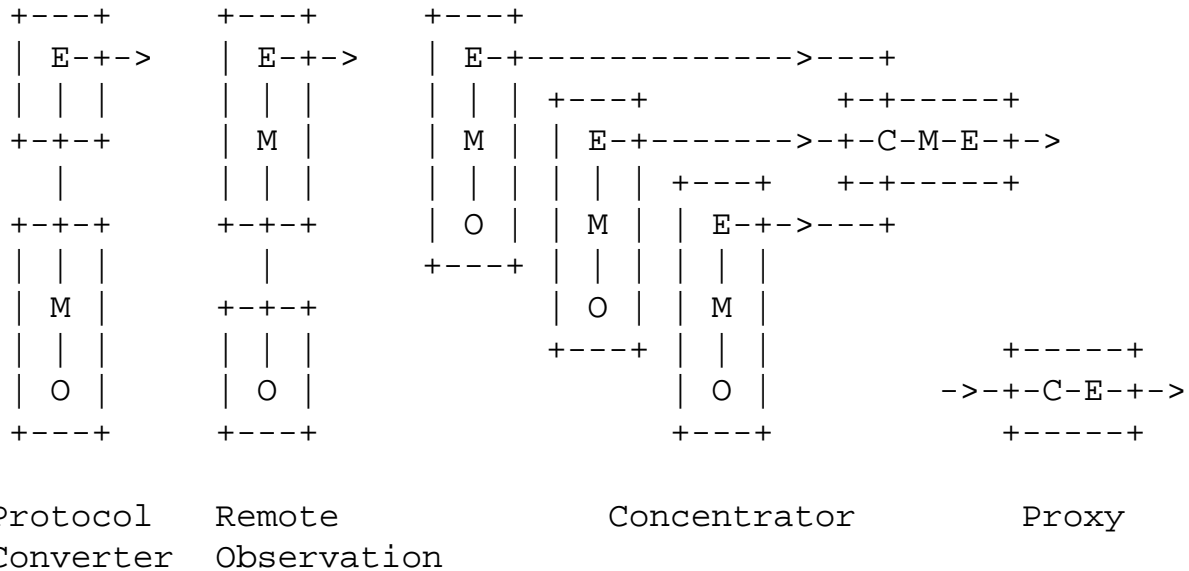 +---+      +---+      +---+
| E-+->    | E-+->    | E-+------------->---+
| | |      | | |      | | | +---+         +-+-----+
+-+-+      | M |      | M | | E-+------->-+-C-M-E-+->
  |        | | |      | | | | | | +---+   +-+-----+
+-+-+      +-+-+      | O | | M | | E-+->---+
| | |        |        +---+ | | | | | |
| M |      +-+-+            | O | | M |
| | |      | | |            +---+ | | |           +-----+
| O |      | O |                  | O |        ->-+-C-E-+->
+---+      +---+                  +---+           +-----+
Protocol   Remote              Concentrator        Proxy
Converter  Observation